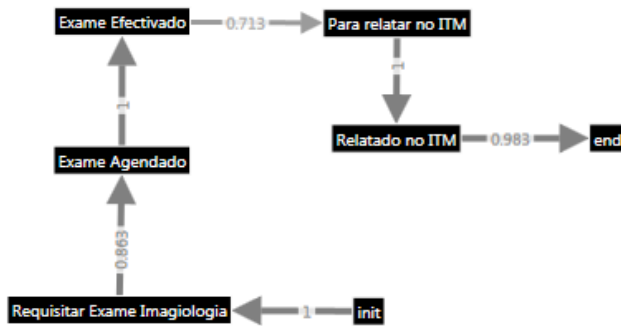 Exame Efectivado
0.713
Para relatar no ITM
1
1
Exame Agendado
Relatado no ITM
0.983
end
0.863
Requisitar Exame Imagiologia
1
init